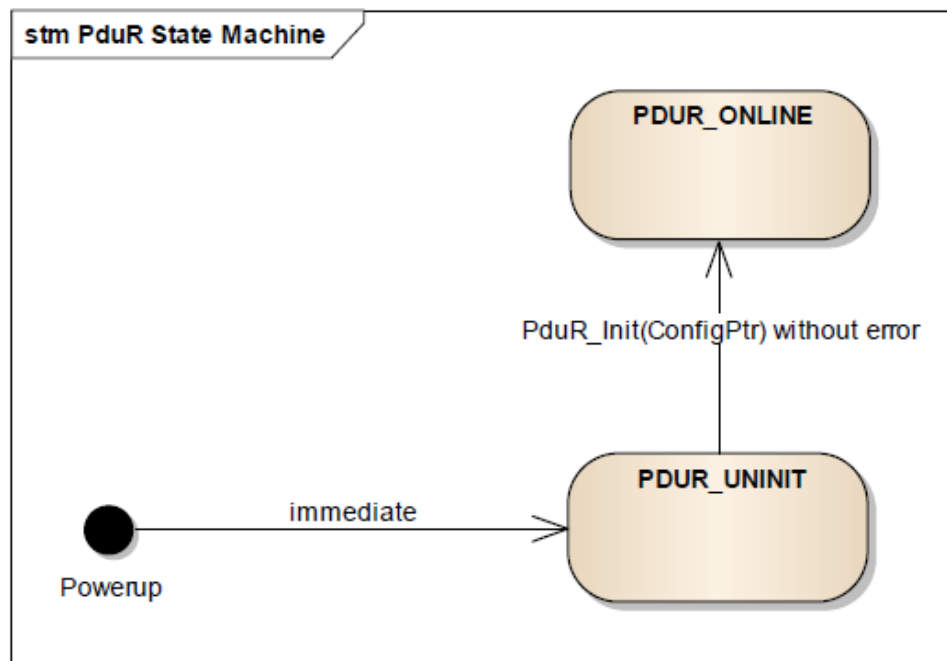 stm PduR State Machine
PDUR_ONLINE
PduR_Init(ConfigPtr) without error
PDUR_UNINIT
immediate
Powerup